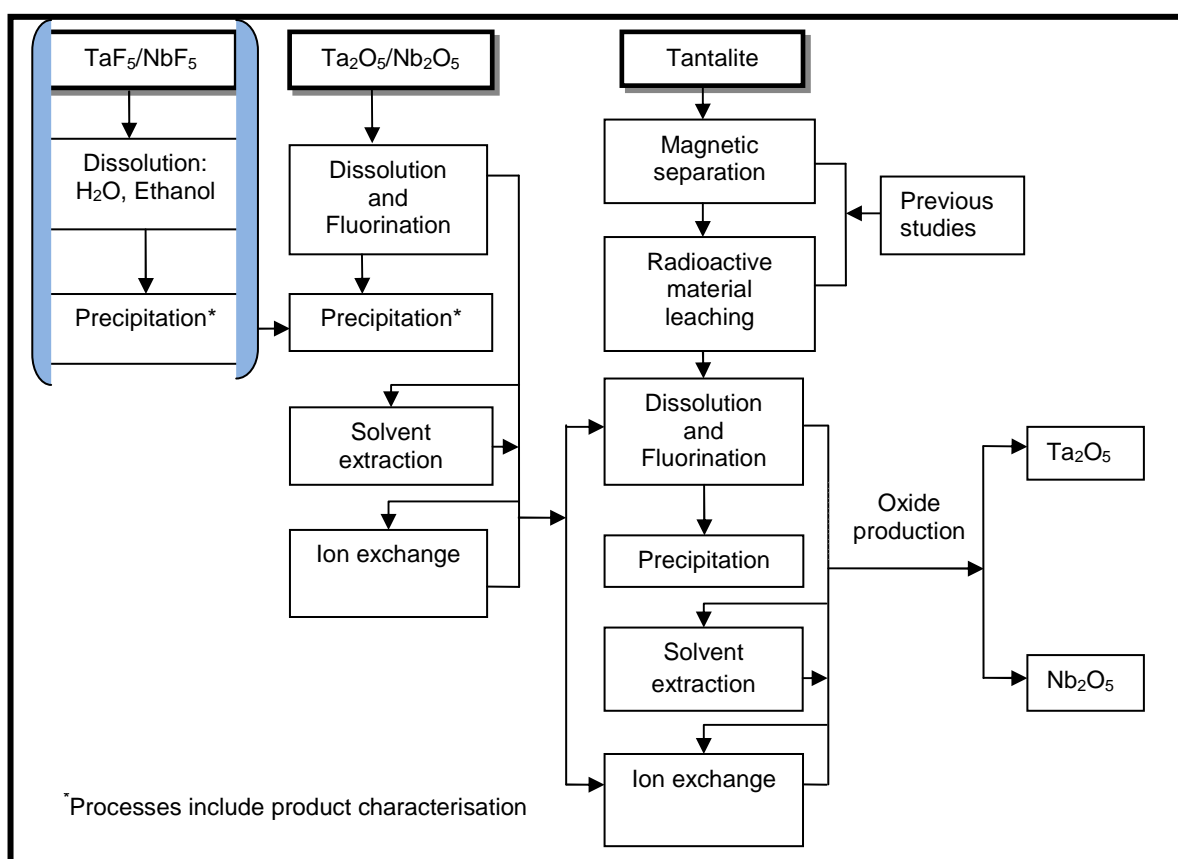 TaF₅/NbF₅
Dissolution:
H₂O, Ethanol
Precipitation*
Ta₂O₅/Nb₂O₅
Dissolution
and
Fluorination
Precipitation*
Solvent
extraction
Ion exchange
Tantalite
Magnetic
separation
Previous
studies
Radioactive
material
leaching
Dissolution
and
Fluorination
Precipitation
Solvent
extraction
Ion exchange
Oxide
production
Ta₂O₅
Nb₂O₅
*Processes include product characterisation